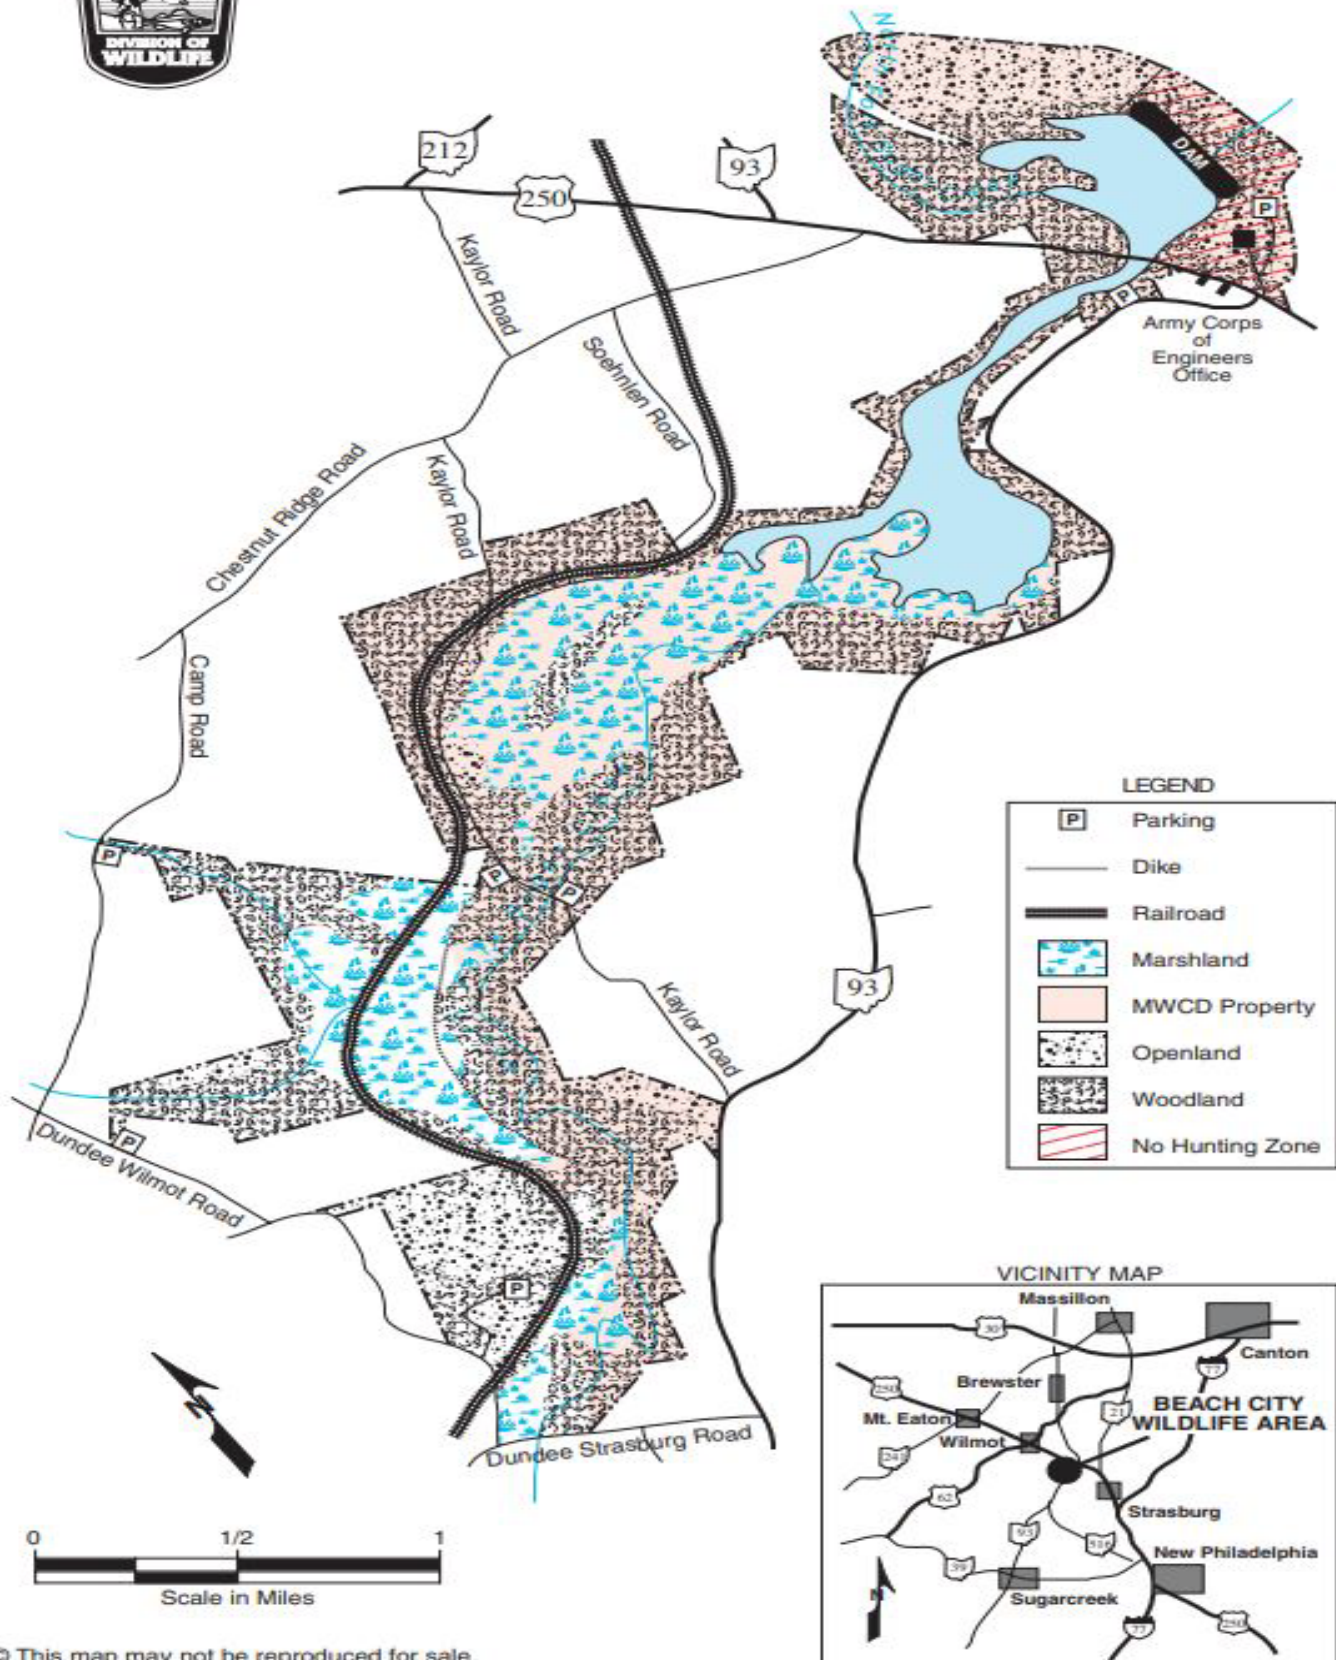 DIVISION OF
WILDLIFE
North Fork
212
250
93
DAM
P
Kaylor Road
P
Army Corps
of
Engineers
Office
Soehnlen Road
Chestnut Ridge Road
Kaylor Road
Camp Road
P
P
P
93
Kaylor Road
P
Dundee Wilmot Road
P
Dundee Strasburg Road
N
LEGEND
P Parking
Dike
Railroad
Marshland
MWCD Property
Openland
Woodland
No Hunting Zone
VICINITY MAP
Massillon
30
Canton
77
Brewster
250
21
BEACH CITY
WILDLIFE AREA
Mt. Eaton
Wilmot
241
62
Strasburg
93
516
39
New Philadelphia
Sugarcreek
N
77
250
0 1/2 1
Scale in Miles
© This map may not be reproduced for sale.